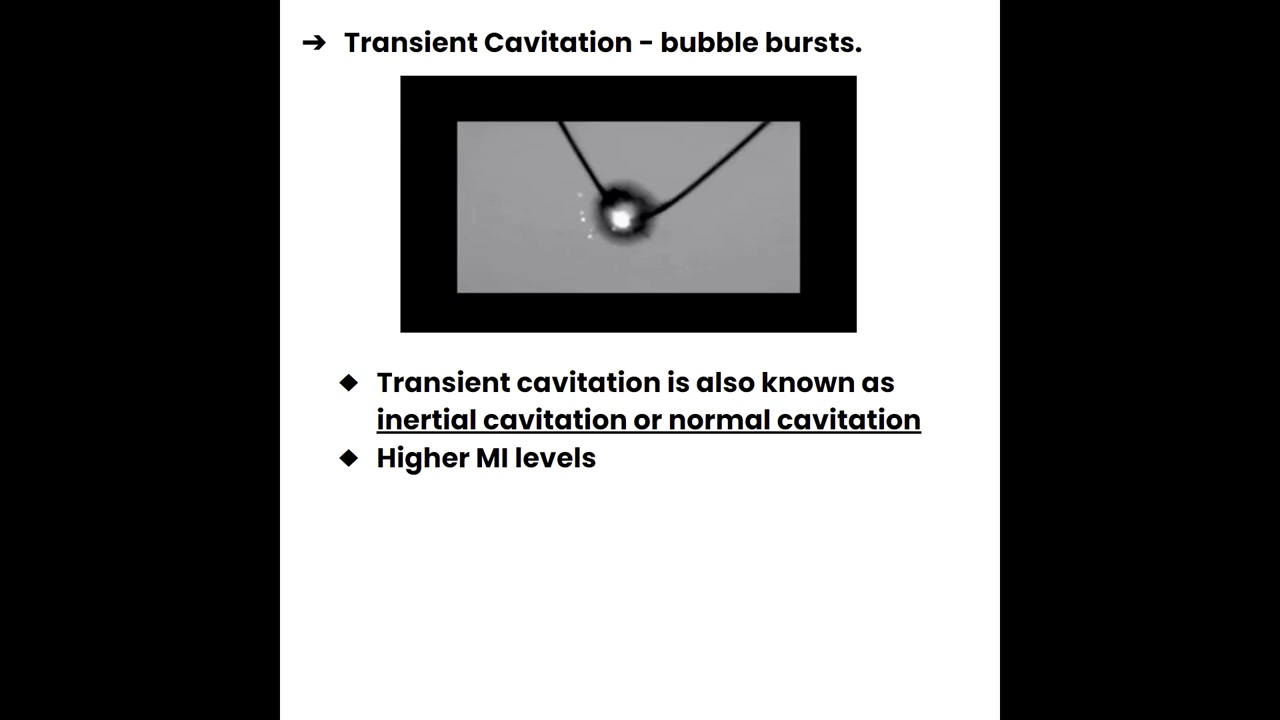 ➔ Transient Cavitation - bubble bursts.
◆ Transient cavitation is also known as
inertial cavitation or normal cavitation
◆ Higher MI levels